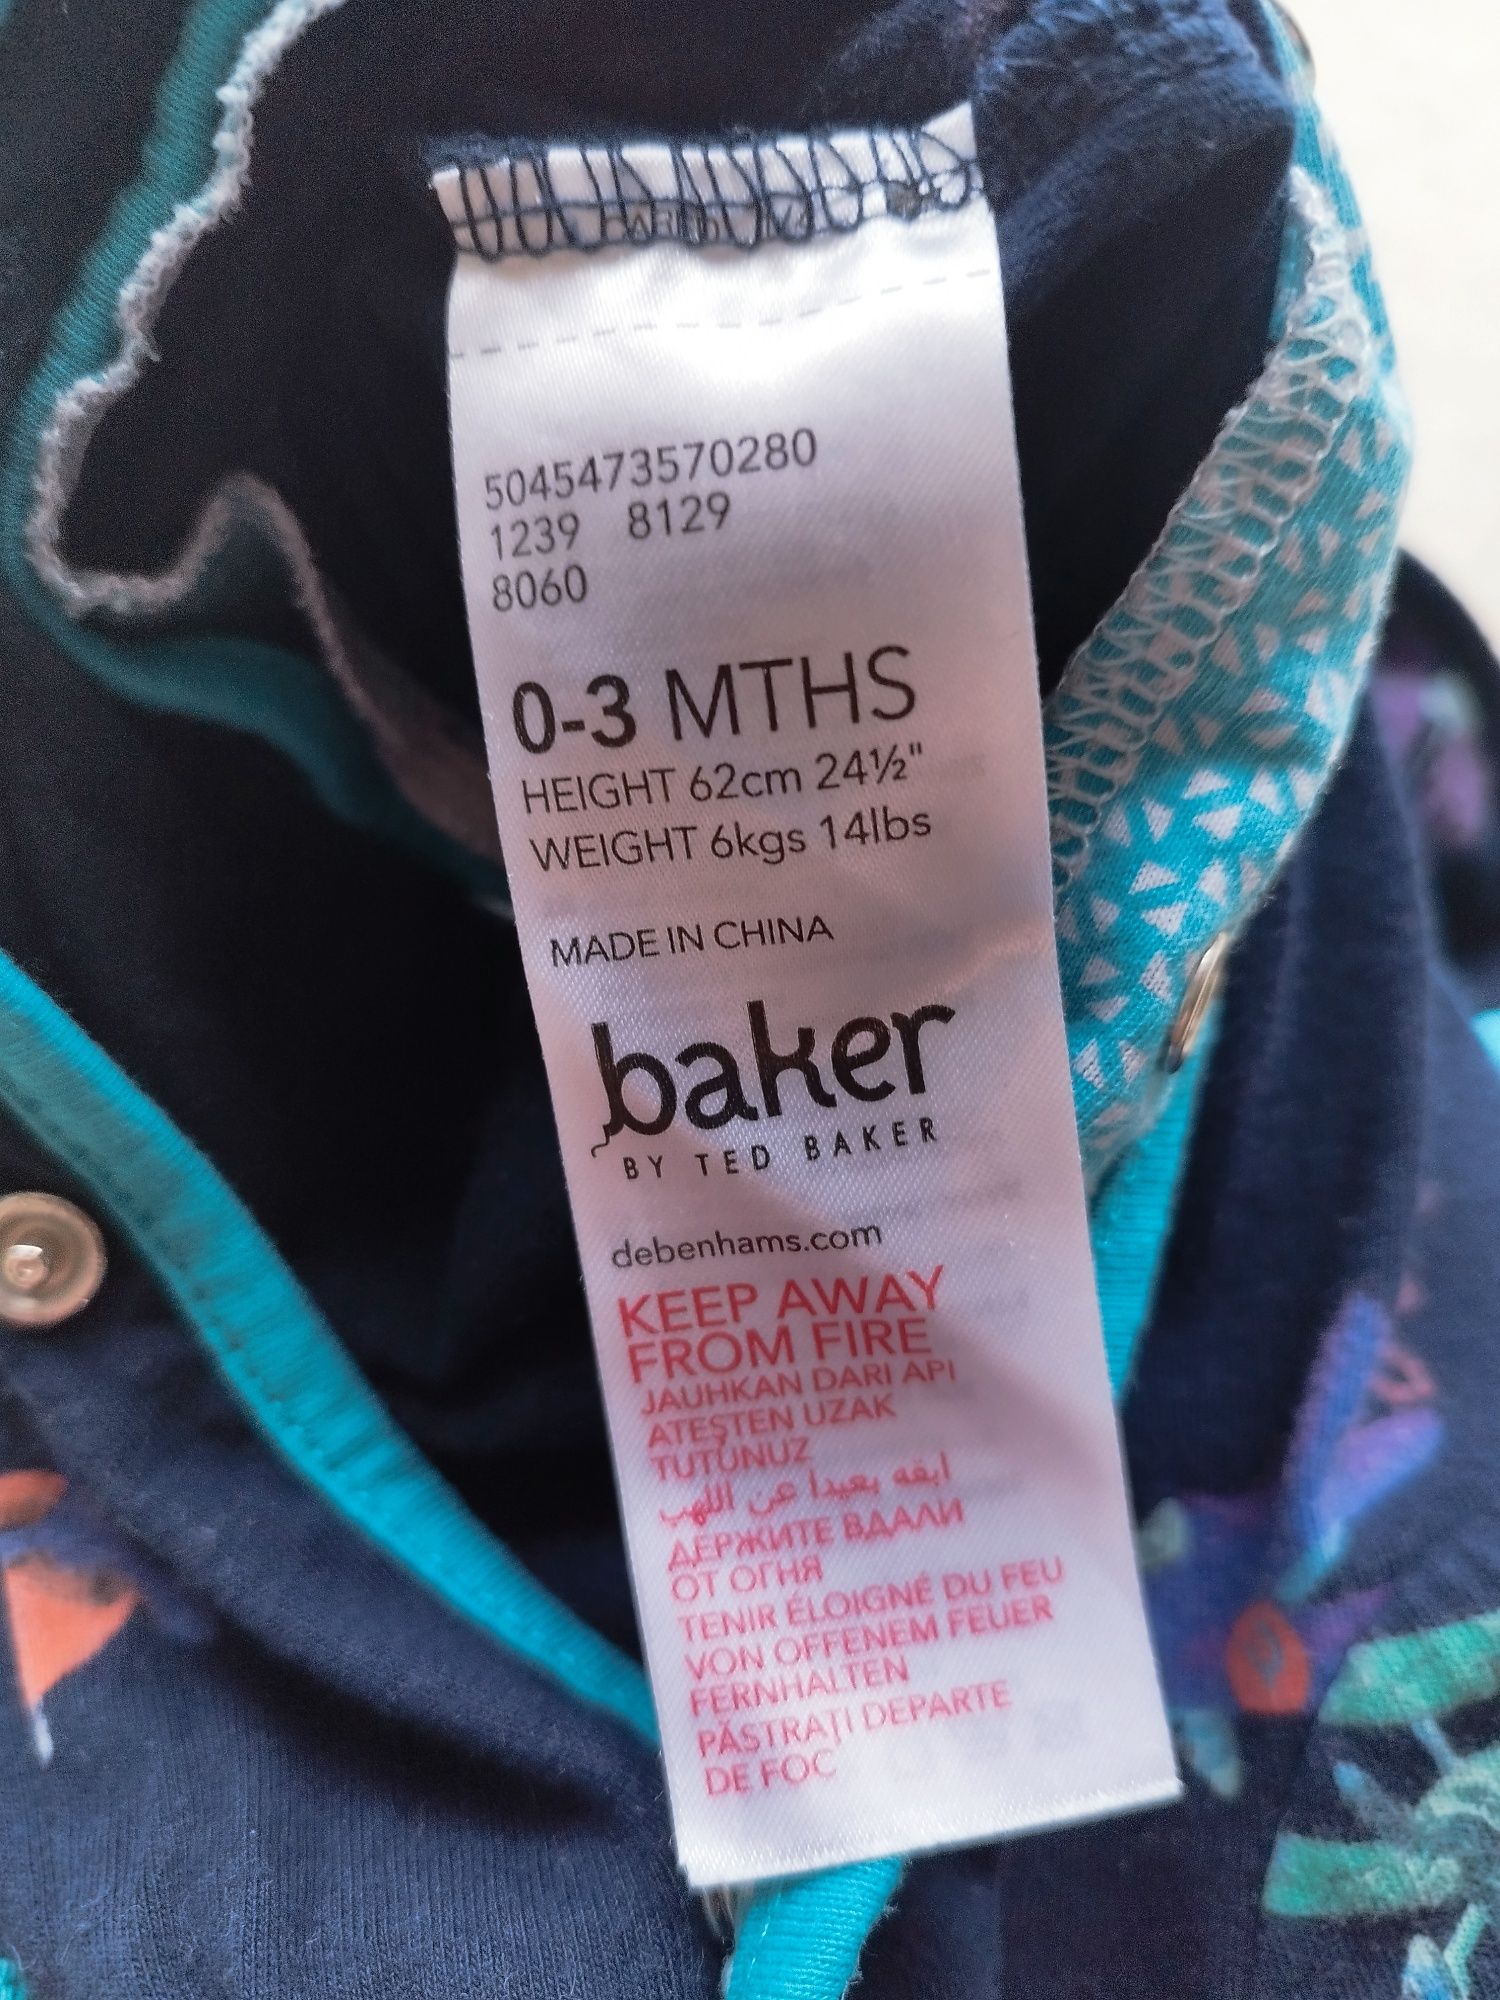 5045473570280
1239 8129
8060
0-3 MTHS
HEIGHT 62cm 24½"
WEIGHT 6kgs 14lbs
MADE IN CHINA
baker
BY TED BAKER
debenhams.com
KEEP AWAY
FROM FIRE
JAUHKAN DARI API
ATEŞTEN UZAK
TUTUNUZ
ابقه بعيدا عن اللهب
ДЕРЖИТЕ ВДАЛИ
ОТ ОГНЯ
TENIR ÉLOIGNÉ DU FEU
VON OFFENEM FEUER
FERNHALTEN
PĂSTRAȚI DEPARTE
DE FOC